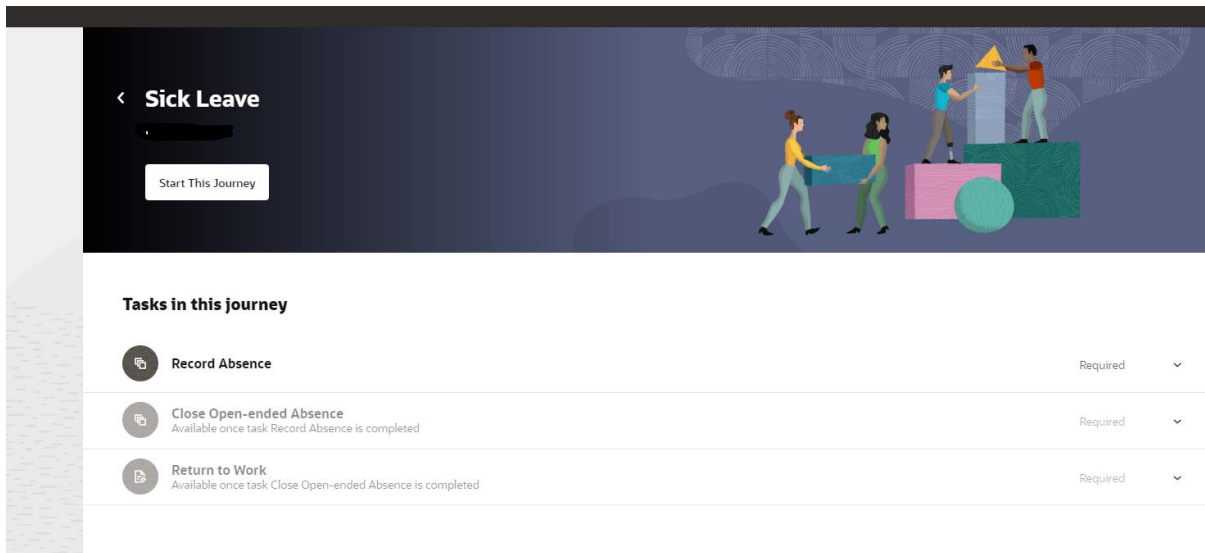 Sick Leave
Start This Journey
Tasks in this journey
Record Absence
Required
Close Open-ended Absence
Required
Available once task Record Absence is completed
Return to Work
Required
Available once task Close Open-ended Absence is completed